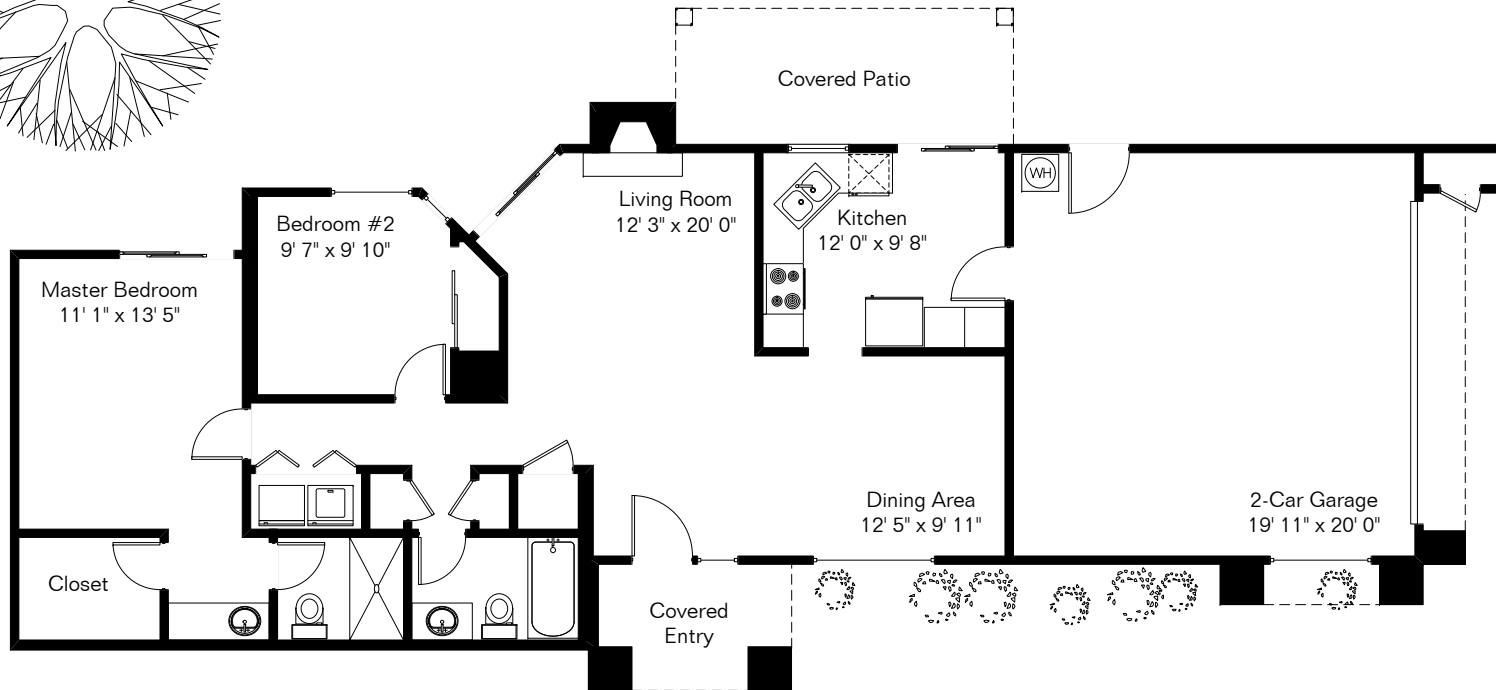 Covered Patio
Living Room
12' 3" x 20' 0"
WH
Kitchen
12' 0" x 9' 8"
Bedroom #2
9' 7" x 9' 10"
Master Bedroom
11' 1" x 13' 5"
Dining Area
12' 5" x 9' 11"
2-Car Garage
19' 11" x 20' 0"
Closet
Covered
Entry